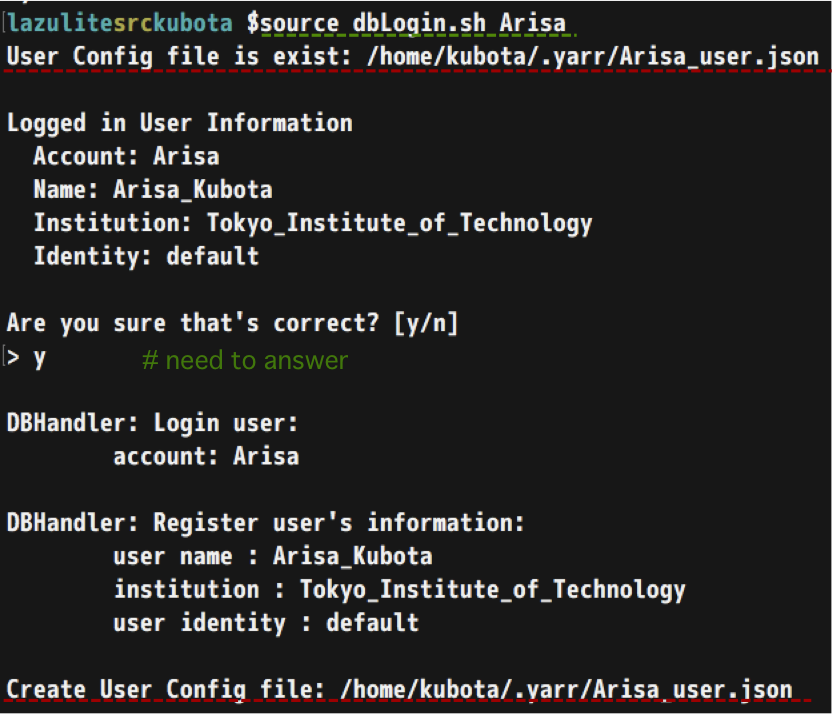 lazulitesrckubota $source dbLogin.sh Arisa
User Config file is exist: /home/kubota/.yarr/Arisa_user.json
Logged in User Information
Account: Arisa
Name: Arisa_Kubota
Institution: Tokyo_Institute_of_Technology
Identity: default
Are you sure that's correct? [y/n]
> y # need to answer
DBHandler: Login user:
account: Arisa
DBHandler: Register user's information:
user name : Arisa_Kubota
institution : Tokyo_Institute_of_Technology
user identity : default
Create User Config file: /home/kubota/.yarr/Arisa_user.json